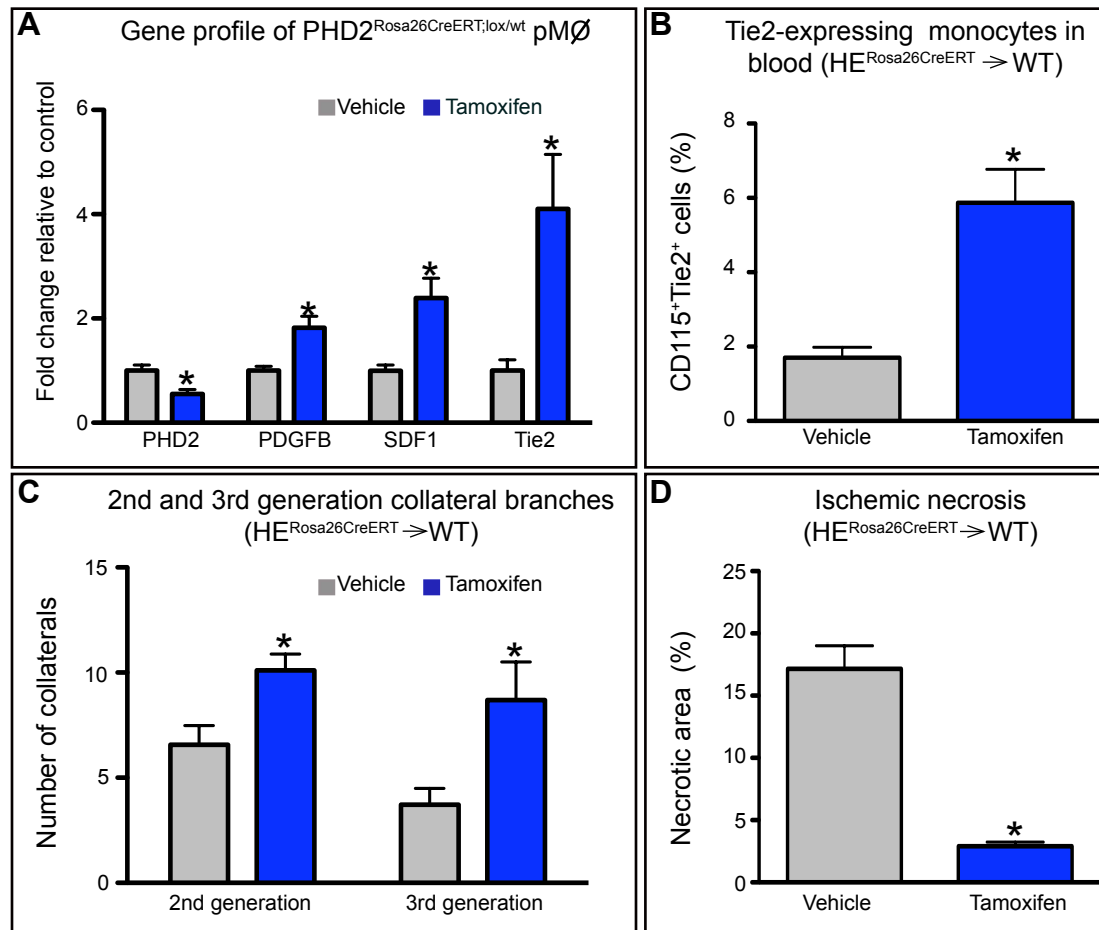 A
Gene profile of PHD2Rosa26CreERT;lox/wt pMØ
Vehicle Tamoxifen
Fold change relative to control
6
4
2
0
*
*
*
*
PHD2 PDGFB SDF1 Tie2
B
Tie2-expressing monocytes in
blood (HERosa26CreERT → WT)
CD115+Tie2+ cells (%)
8
6
4
2
0
*
Vehicle Tamoxifen
C
2nd and 3rd generation collateral branches
(HERosa26CreERT → WT)
Vehicle Tamoxifen
Number of collaterals
15
10
5
0
*
*
2nd generation 3rd generation
D
Ischemic necrosis
(HERosa26CreERT → WT)
Necrotic area (%)
25
20
15
10
5
0
*
Vehicle Tamoxifen